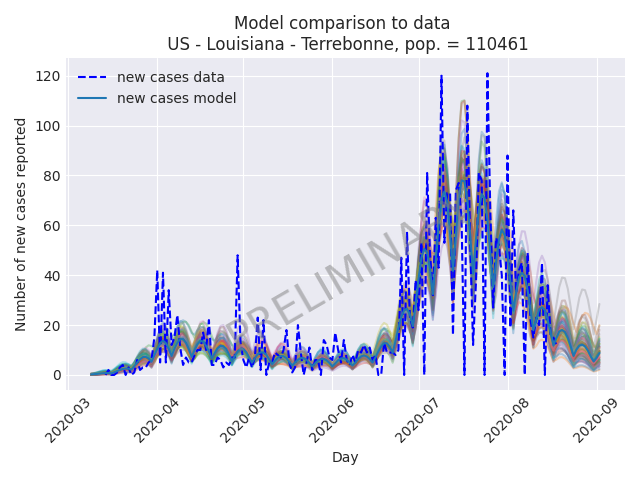 Model comparison to data
US - Louisiana - Terrebonne, pop. = 110461
new cases data
new cases model
Number of new cases reported
120
100
80
60
40
20
0
PRELIMINARY
2020-03
2020-04
2020-05
2020-06
2020-07
2020-08
2020-09
Day